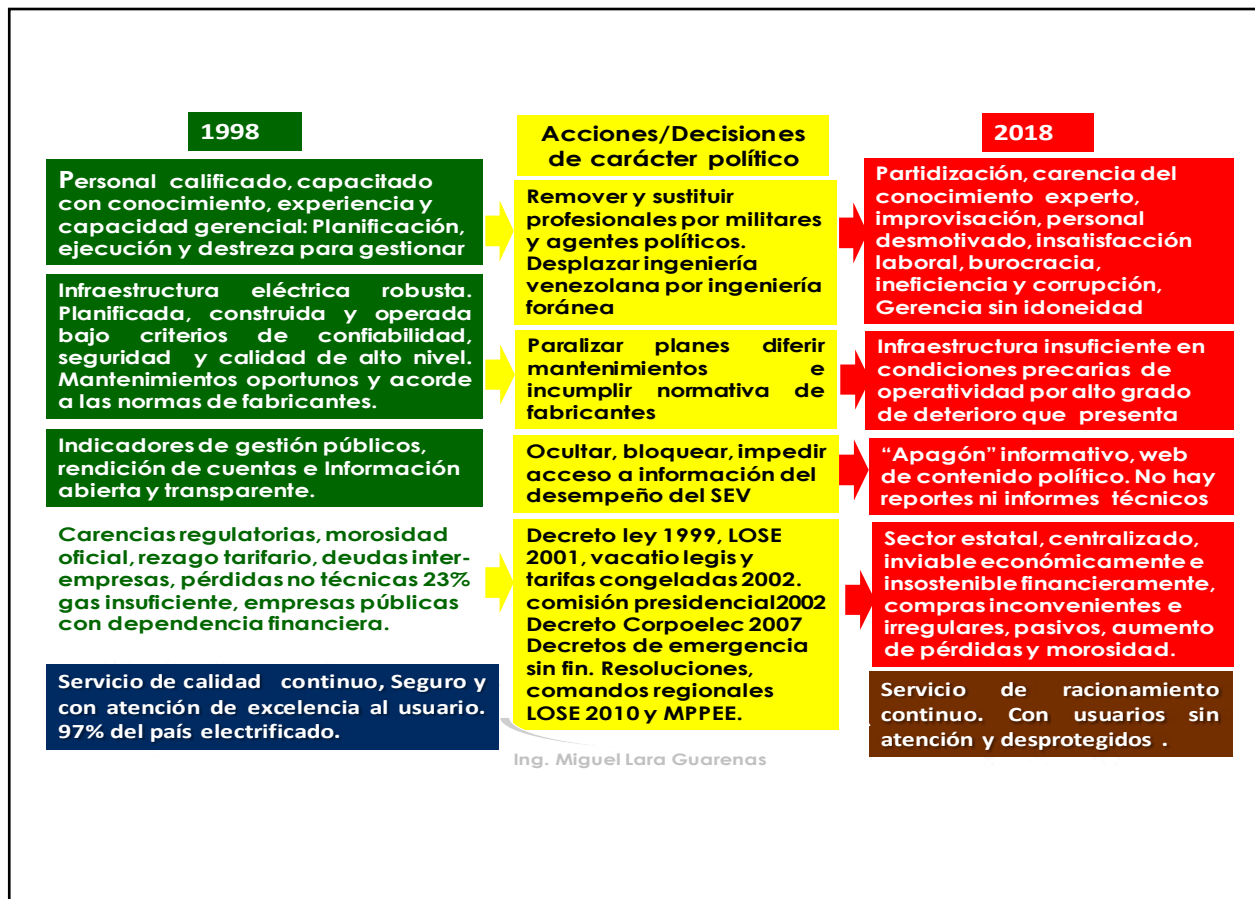 1998
Personal calificado, capacitado
con conocimiento, experiencia y
capacidad gerencial: Planificación,
ejecución y destreza para gestionar
Infraestructura eléctrica robusta.
Planificada, construida y operada
bajo criterios de confiabilidad,
seguridad y calidad de alto nivel.
Mantenimientos oportunos y acorde
a las normas de fabricantes.
Indicadores de gestión públicos,
rendición de cuentas e Información
abierta y transparente.
Carencias regulatorias, morosidad
oficial, rezago tarifario, deudas inter-
empresas, pérdidas no técnicas 23%
gas insuficiente, empresas públicas
con dependencia financiera.
Servicio de calidad continuo, Seguro y
con atención de excelencia al usuario.
97% del país electrificado.
Acciones/Decisiones
de carácter político
Remover y sustituir
profesionales por militares
y agentes políticos.
Desplazar ingeniería
venezolana por ingeniería
foránea
Paralizar planes diferir
mantenimientos e
incumplir normativa de
fabricantes
Ocultar, bloquear, impedir
acceso a información del
desempeño del SEV
Decreto ley 1999, LOSE
2001, vacatio legis y
tarifas congeladas 2002.
comisión presidencial2002
Decreto Corpoelec 2007
Decretos de emergencia
sin fin. Resoluciones,
comandos regionales
LOSE 2010 y MPPEE.
Ing. Miguel Lara Guarenas
2018
Partidización, carencia del
conocimiento experto,
improvisación, personal
desmotivado, insatisfacción
laboral, burocracia,
ineficiencia y corrupción,
Gerencia sin idoneidad
Infraestructura insuficiente en
condiciones precarias de
operatividad por alto grado
de deterioro que presenta
“Apagón” informativo, web
de contenido político. No hay
reportes ni informes técnicos
Sector estatal, centralizado,
inviable económicamente e
insostenible financieramente,
compras inconvenientes e
irregulares, pasivos, aumento
de pérdidas y morosidad.
Servicio de racionamiento
continuo. Con usuarios sin
atención y desprotegidos .